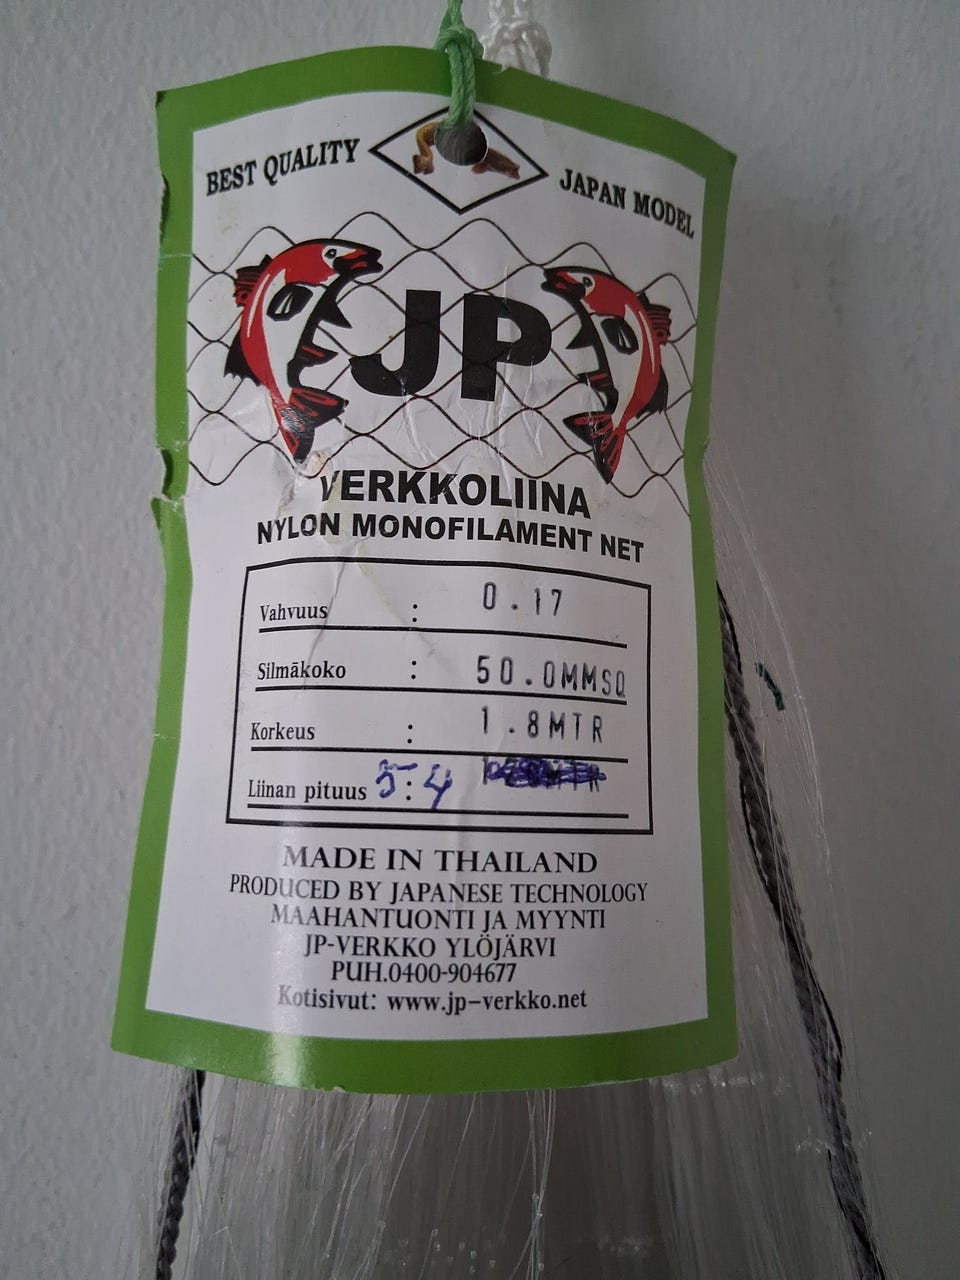 BEST QUALITY
JAPAN MODEL
JP
VERKKOLIINA
NYLON MONOFILAMENT NET
Vahvuus : 0.17
Silmäkoko : 50.0MMSQ
Korkeus : 1.8MTR
Liinan pituus : 54
MADE IN THAILAND
PRODUCED BY JAPANESE TECHNOLOGY
MAAHANTUONTI JA MYYNTI
JP-VERKKO YLÖJÄRVI
PUH.0400-904677
Kotisivut: www.jp-verkko.net